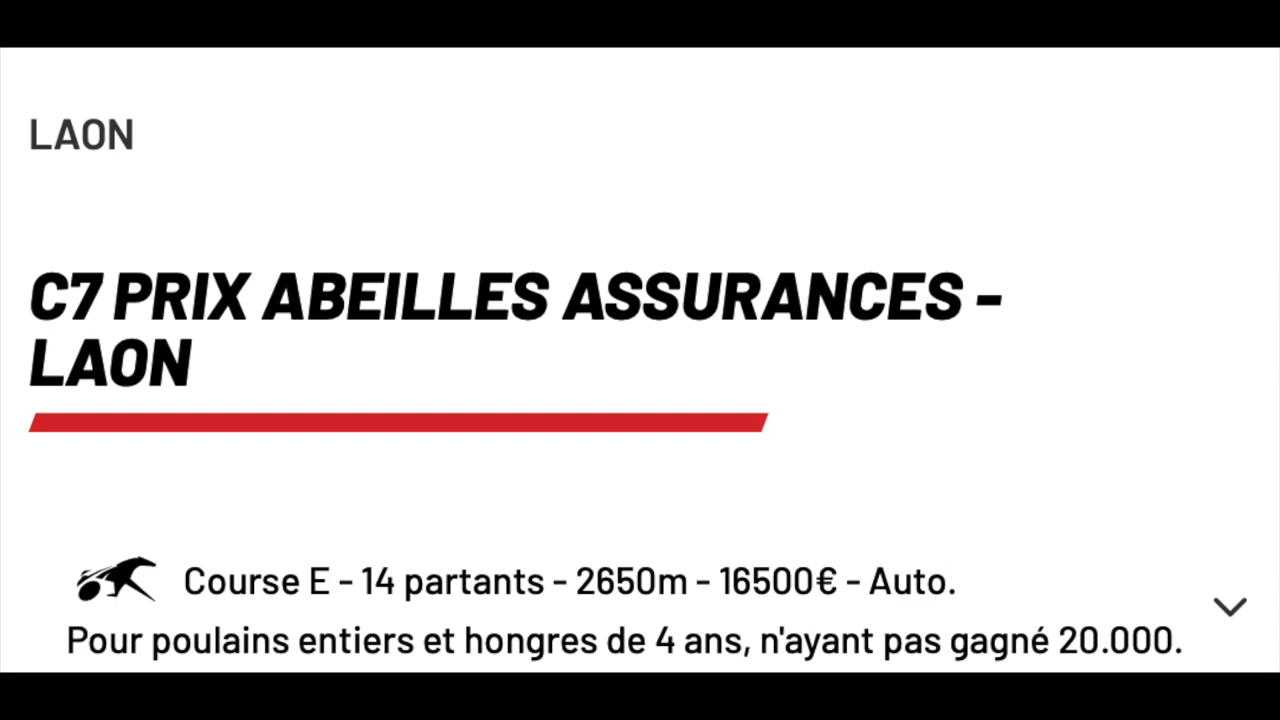 LAON
C7 PRIX ABEILLES ASSURANCES -
LAON
Course E - 14 partants - 2650m - 16500€ - Auto.
Pour poulains entiers et hongres de 4 ans, n'ayant pas gagné 20.000.